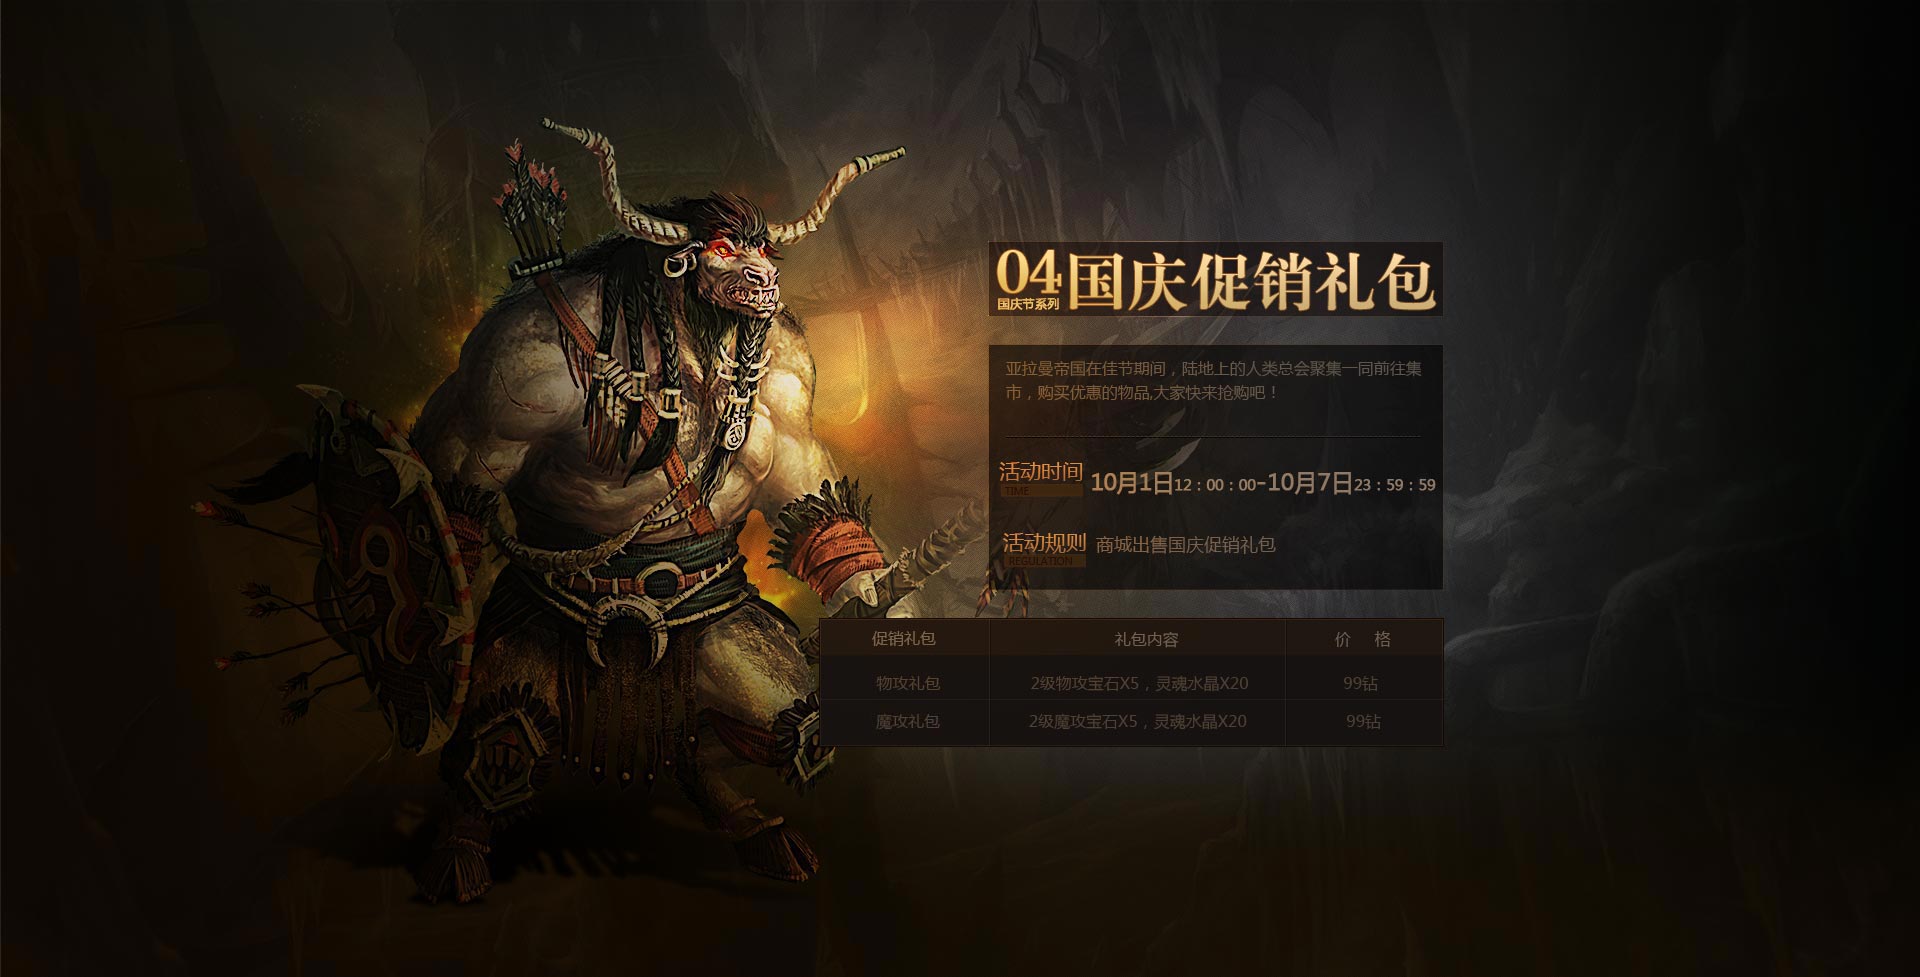 04国庆促销礼包
国庆节系列
亚拉曼帝国在佳节期间，陆地上的人类总会聚集一同前往集
市，购买优惠的物品,大家快来抢购吧！
活动时间 10月1日12：00：00-10月7日23：59：59
TIME
活动规则 商城出售国庆促销礼包
REGULATION
促销礼包 礼包内容 价 格
物攻礼包 2级物攻宝石X5，灵魂水晶X20 99钻
魔攻礼包 2级魔攻宝石X5，灵魂水晶X20 99钻